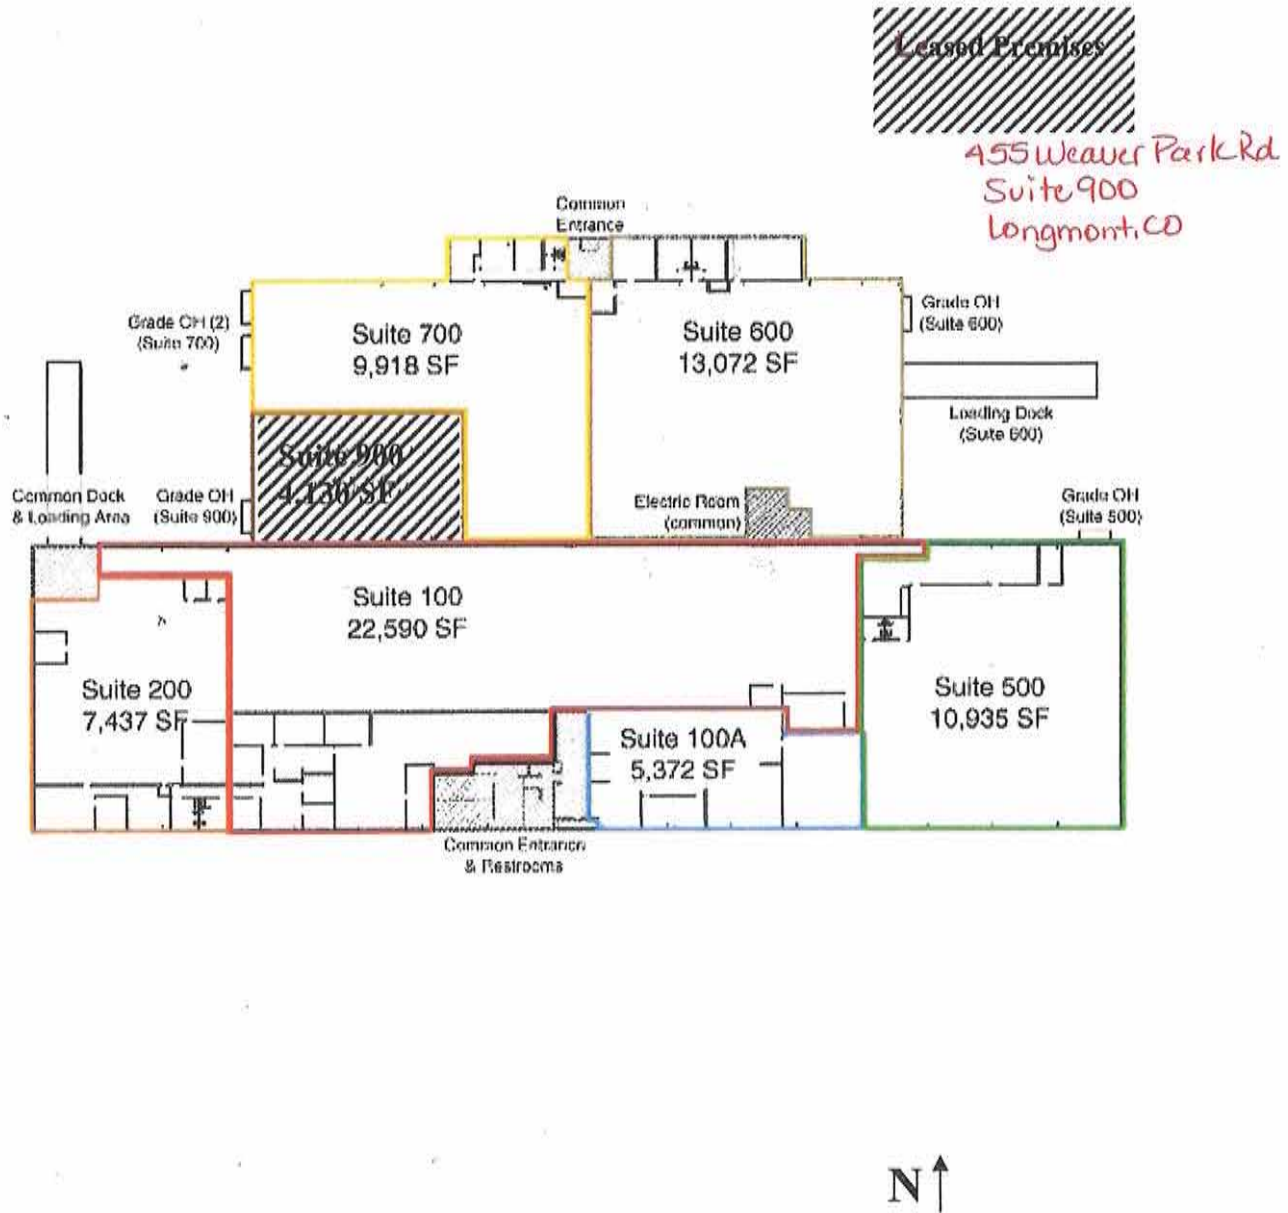 Leased Premises
455 Weaver Park Rd
Suite 900
Longmont, CO
Common
Entrance
Grade OH (2)
(Suite 700)
Suite 700
9,918 SF
Suite 600
13,072 SF
Grade OH
(Suite 600)
Loading Dock
(Suite 600)
Suite 900
4,130 SF
Common Dock
& Loading Area
Grade OH
(Suite 900)
Electric Room
(common)
Grade OH
(Suite 500)
Suite 100
22,590 SF
Suite 200
7,437 SF
Suite 100A
5,372 SF
Suite 500
10,935 SF
Common Entrance
& Restrooms
N